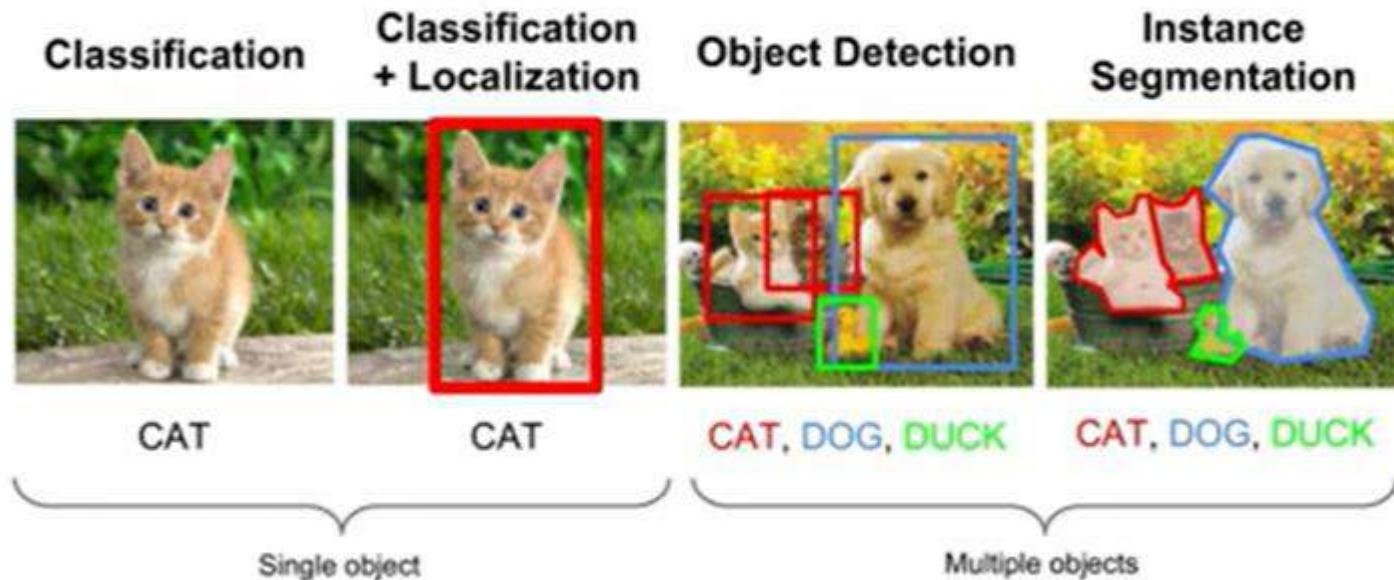 Classification
Classification
+ Localization
Object Detection
Instance
Segmentation
CAT
CAT
CAT, DOG, DUCK
CAT, DOG, DUCK
Single object
Multiple objects